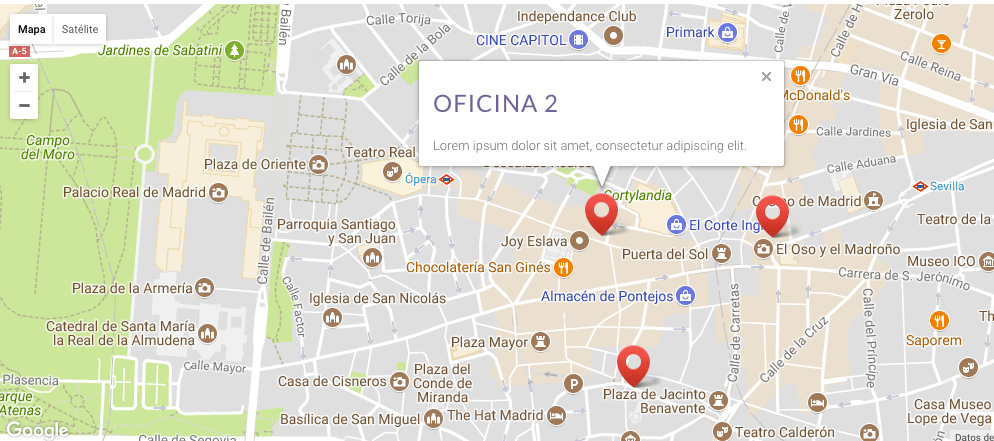 Mapa
Satélite
A-5
Jardines de Sabatini
Calle Bailén
Calle Torija
Calle de la Bola
Independance Club
CINE CAPITOL
Primark
Zerolo
Calle Reina
Gran Vía
McDonald's
Calle Jardines
Iglesia de San
Calle Aduana
Sevilla
Campo
del Moro
Plaza de Oriente
Palacio Real de Madrid
Calle de Bailén
Teatro Real
Ópera
OFICINA 2
Lorem ipsum dolor sit amet, consectetur adipiscing elit.
Cortylandia
El Corte
de Madrid
Teatro de la
Parroquia Santiago
y San Juan
Joy Eslava
Chocolatería San Ginés
Puerta del Sol
El Oso y el Madroño
Museo ICO
Carrera de S. Jerónimo
Plaza de la Armería
Calle Factor
Iglesia de San Nicolás
Almacén de Pontejos
Calle de Carretas
Calle de la Cruz
Calle del Príncipe
Catedral de Santa María
la Real de la Almudena
Plaza Mayor
Saporem
Calle Mayor
Plasencia
Parque
Atenas
Casa de Cisneros
Plaza del
Conde de
Miranda
P
Plaza de Jacinto
Benavente
Casa Museo
Lope de Vega
Basílica de San Miguel
The Hat Madrid
Teatro Calderón
Google
Calle de Segovia
Datos de